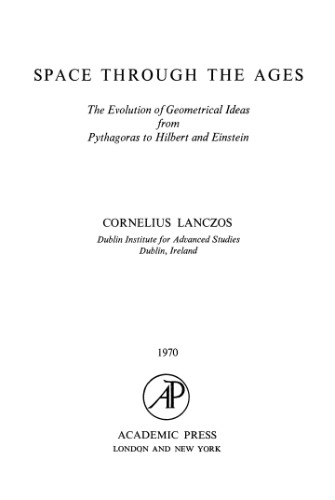 SPACE THROUGH THE AGES
The Evolution of Geometrical Ideas
from
Pythagoras to Hilbert and Einstein
CORNELIUS LANCZOS
Dublin Institute for Advanced Studies
Dublin, Ireland
1970
AP
ACADEMIC PRESS
LONDON AND NEW YORK